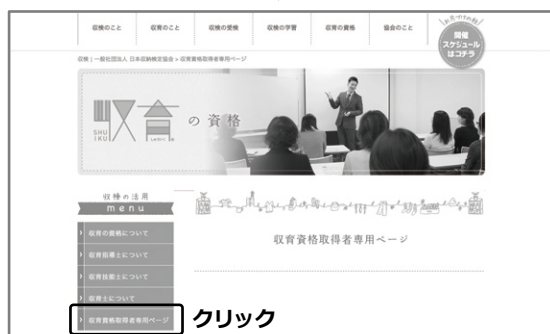 収検のこと 収育のこと 収検の受検 収検の学習 収育の資格 協会のこと
開催
スケジュール
はコチラ
収検|一般社団法人 日本収納検定協会 > 収育資格取得者専用ページ
収育 の資格
SHU
IKU
収検の活用
menu
収育の資格について
収育指導士について
収育技能士について
収育士について
収育資格取得者専用ページ
収育資格取得者専用ページ
クリック